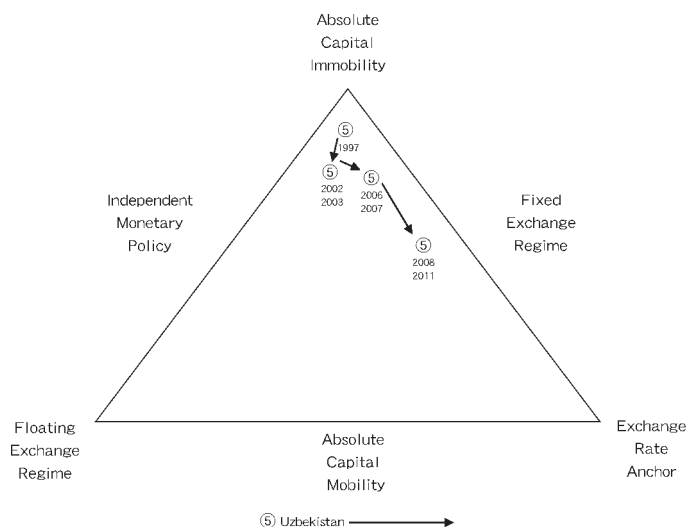 Absolute
Capital
Immobility
⑤
1997
⑤
2002
2003
⑤
2006
2007
Independent
Monetary
Policy
Fixed
Exchange
Regime
⑤
2008
2011
Floating
Exchange
Regime
Absolute
Capital
Mobility
Exchange
Rate
Anchor
⑤ Uzbekistan